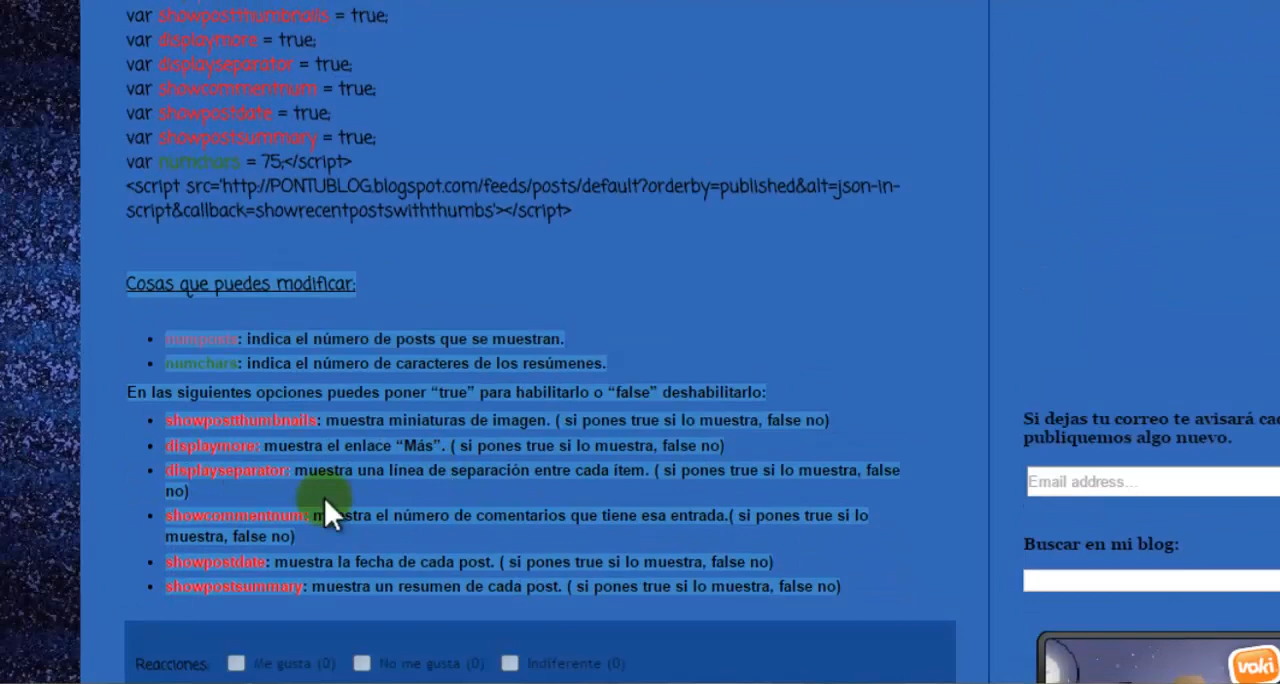 var showpostthumbnails = true;
var displaymore = true;
var displayseparator = true;
var showcommentnum = true;
var showpostdate = true;
var showpostsummary = true;
var numchars = 75;</script>
<script src='http://PONTUBLOG.blogspot.com/feeds/posts/default?orderby=published&alt=json-in-
script&callback=showrecentpostswiththumbs'></script>
Cosas que puedes modificar:
numposts: indica el número de posts que se muestran.
numchars: indica el número de caracteres de los resúmenes.
En las siguientes opciones puedes poner “true” para habilitarlo o “false” deshabilitarlo:
showpostthumbnails: muestra miniaturas de imagen. ( si pones true si lo muestra, false no)
displaymore: muestra el enlace “Más”. ( si pones true si lo muestra, false no)
displayseparator: muestra una línea de separación entre cada ítem. ( si pones true si lo muestra, false
no)
showcommentnum: muestra el número de comentarios que tiene esa entrada.( si pones true si lo
muestra, false no)
showpostdate: muestra la fecha de cada post. ( si pones true si lo muestra, false no)
showpostsummary: muestra un resumen de cada post. ( si pones true si lo muestra, false no)
Reacciones: Me gusta (0) No me gusta (0) Indiferente (0)
Si dejas tu correo te avisará
publiquemos algo nuevo.
Email address...
Buscar en mi blog:
voki